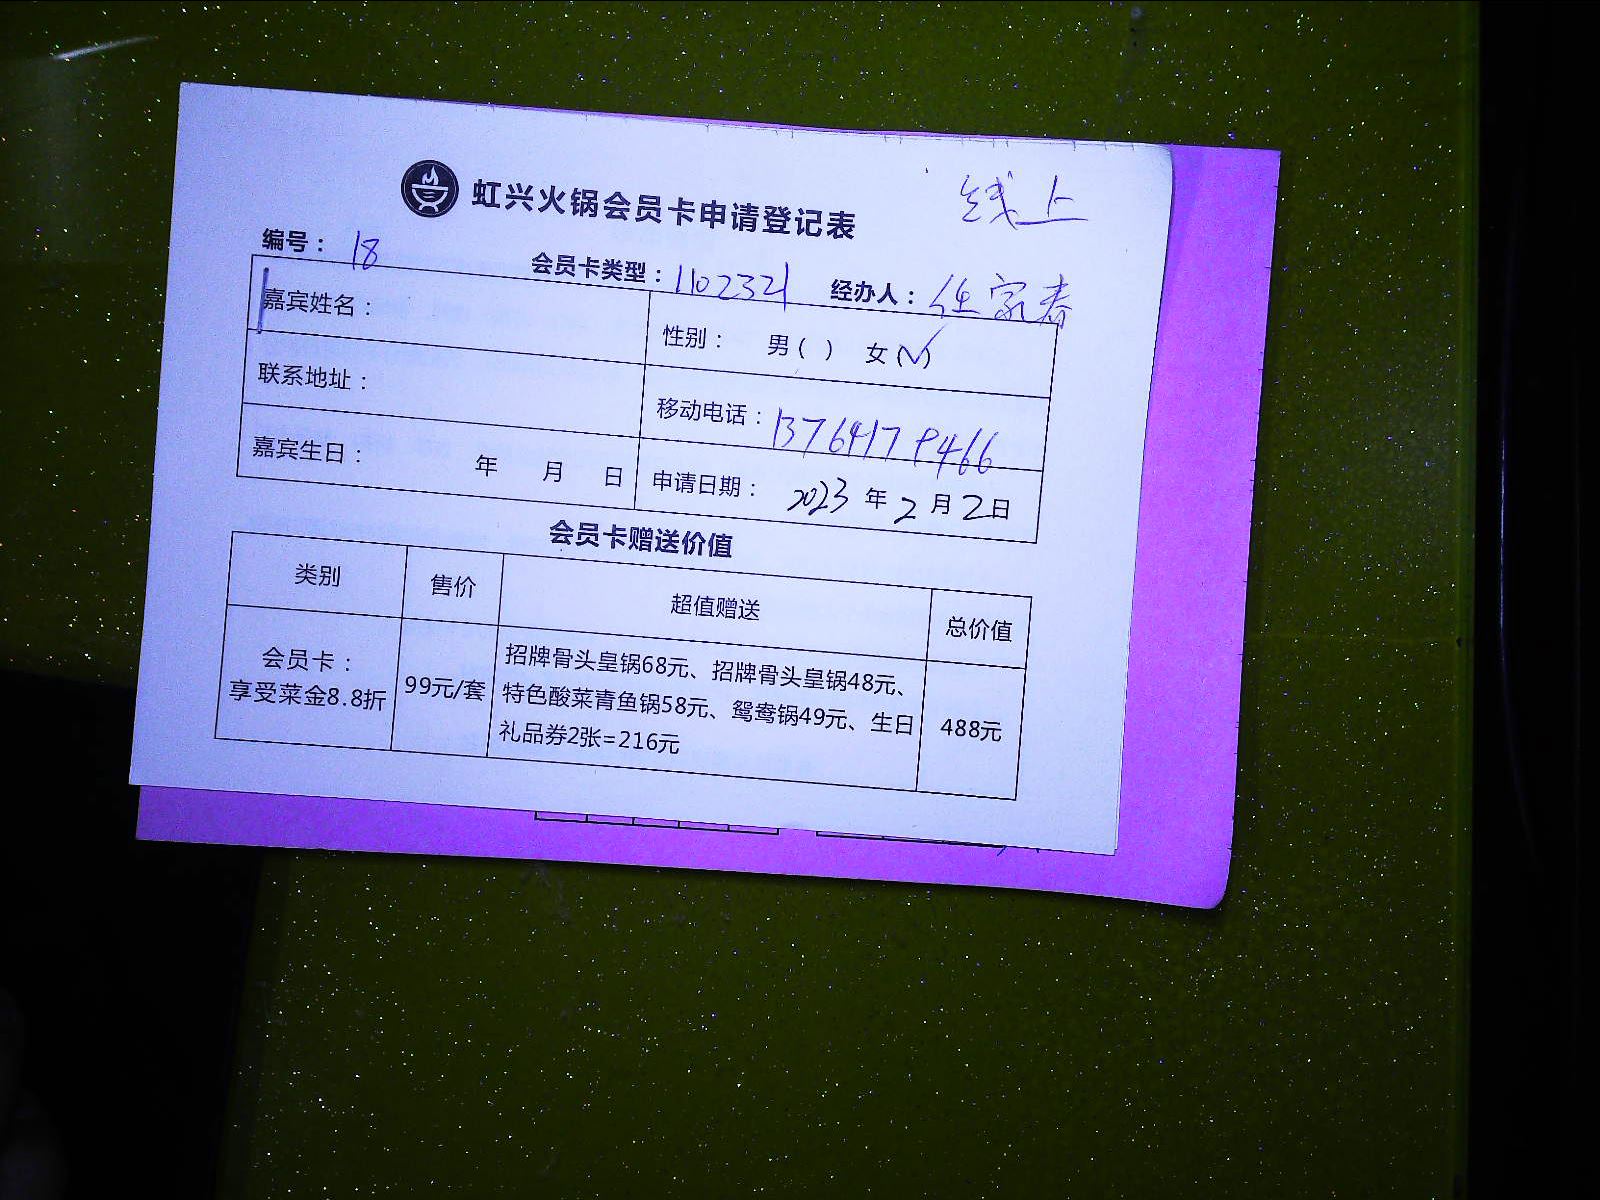 线上
虹兴火锅会员卡申请登记表
编号： 18 会员卡类型：1102321 经办人：任家春
嘉宾姓名： 性别： 男（ ） 女（✓）
联系地址： 移动电话：13764179466
嘉宾生日： 年 月 日 申请日期： 2023 年 2 月 2 日
会员卡赠送价值
类别 售价 超值赠送 总价值
会员卡：
享受菜金8.8折
99元/套
招牌骨头皇锅68元、招牌骨头皇锅48元、
特色酸菜青鱼锅58元、鸳鸯锅49元、生日
礼品券2张=216元
488元